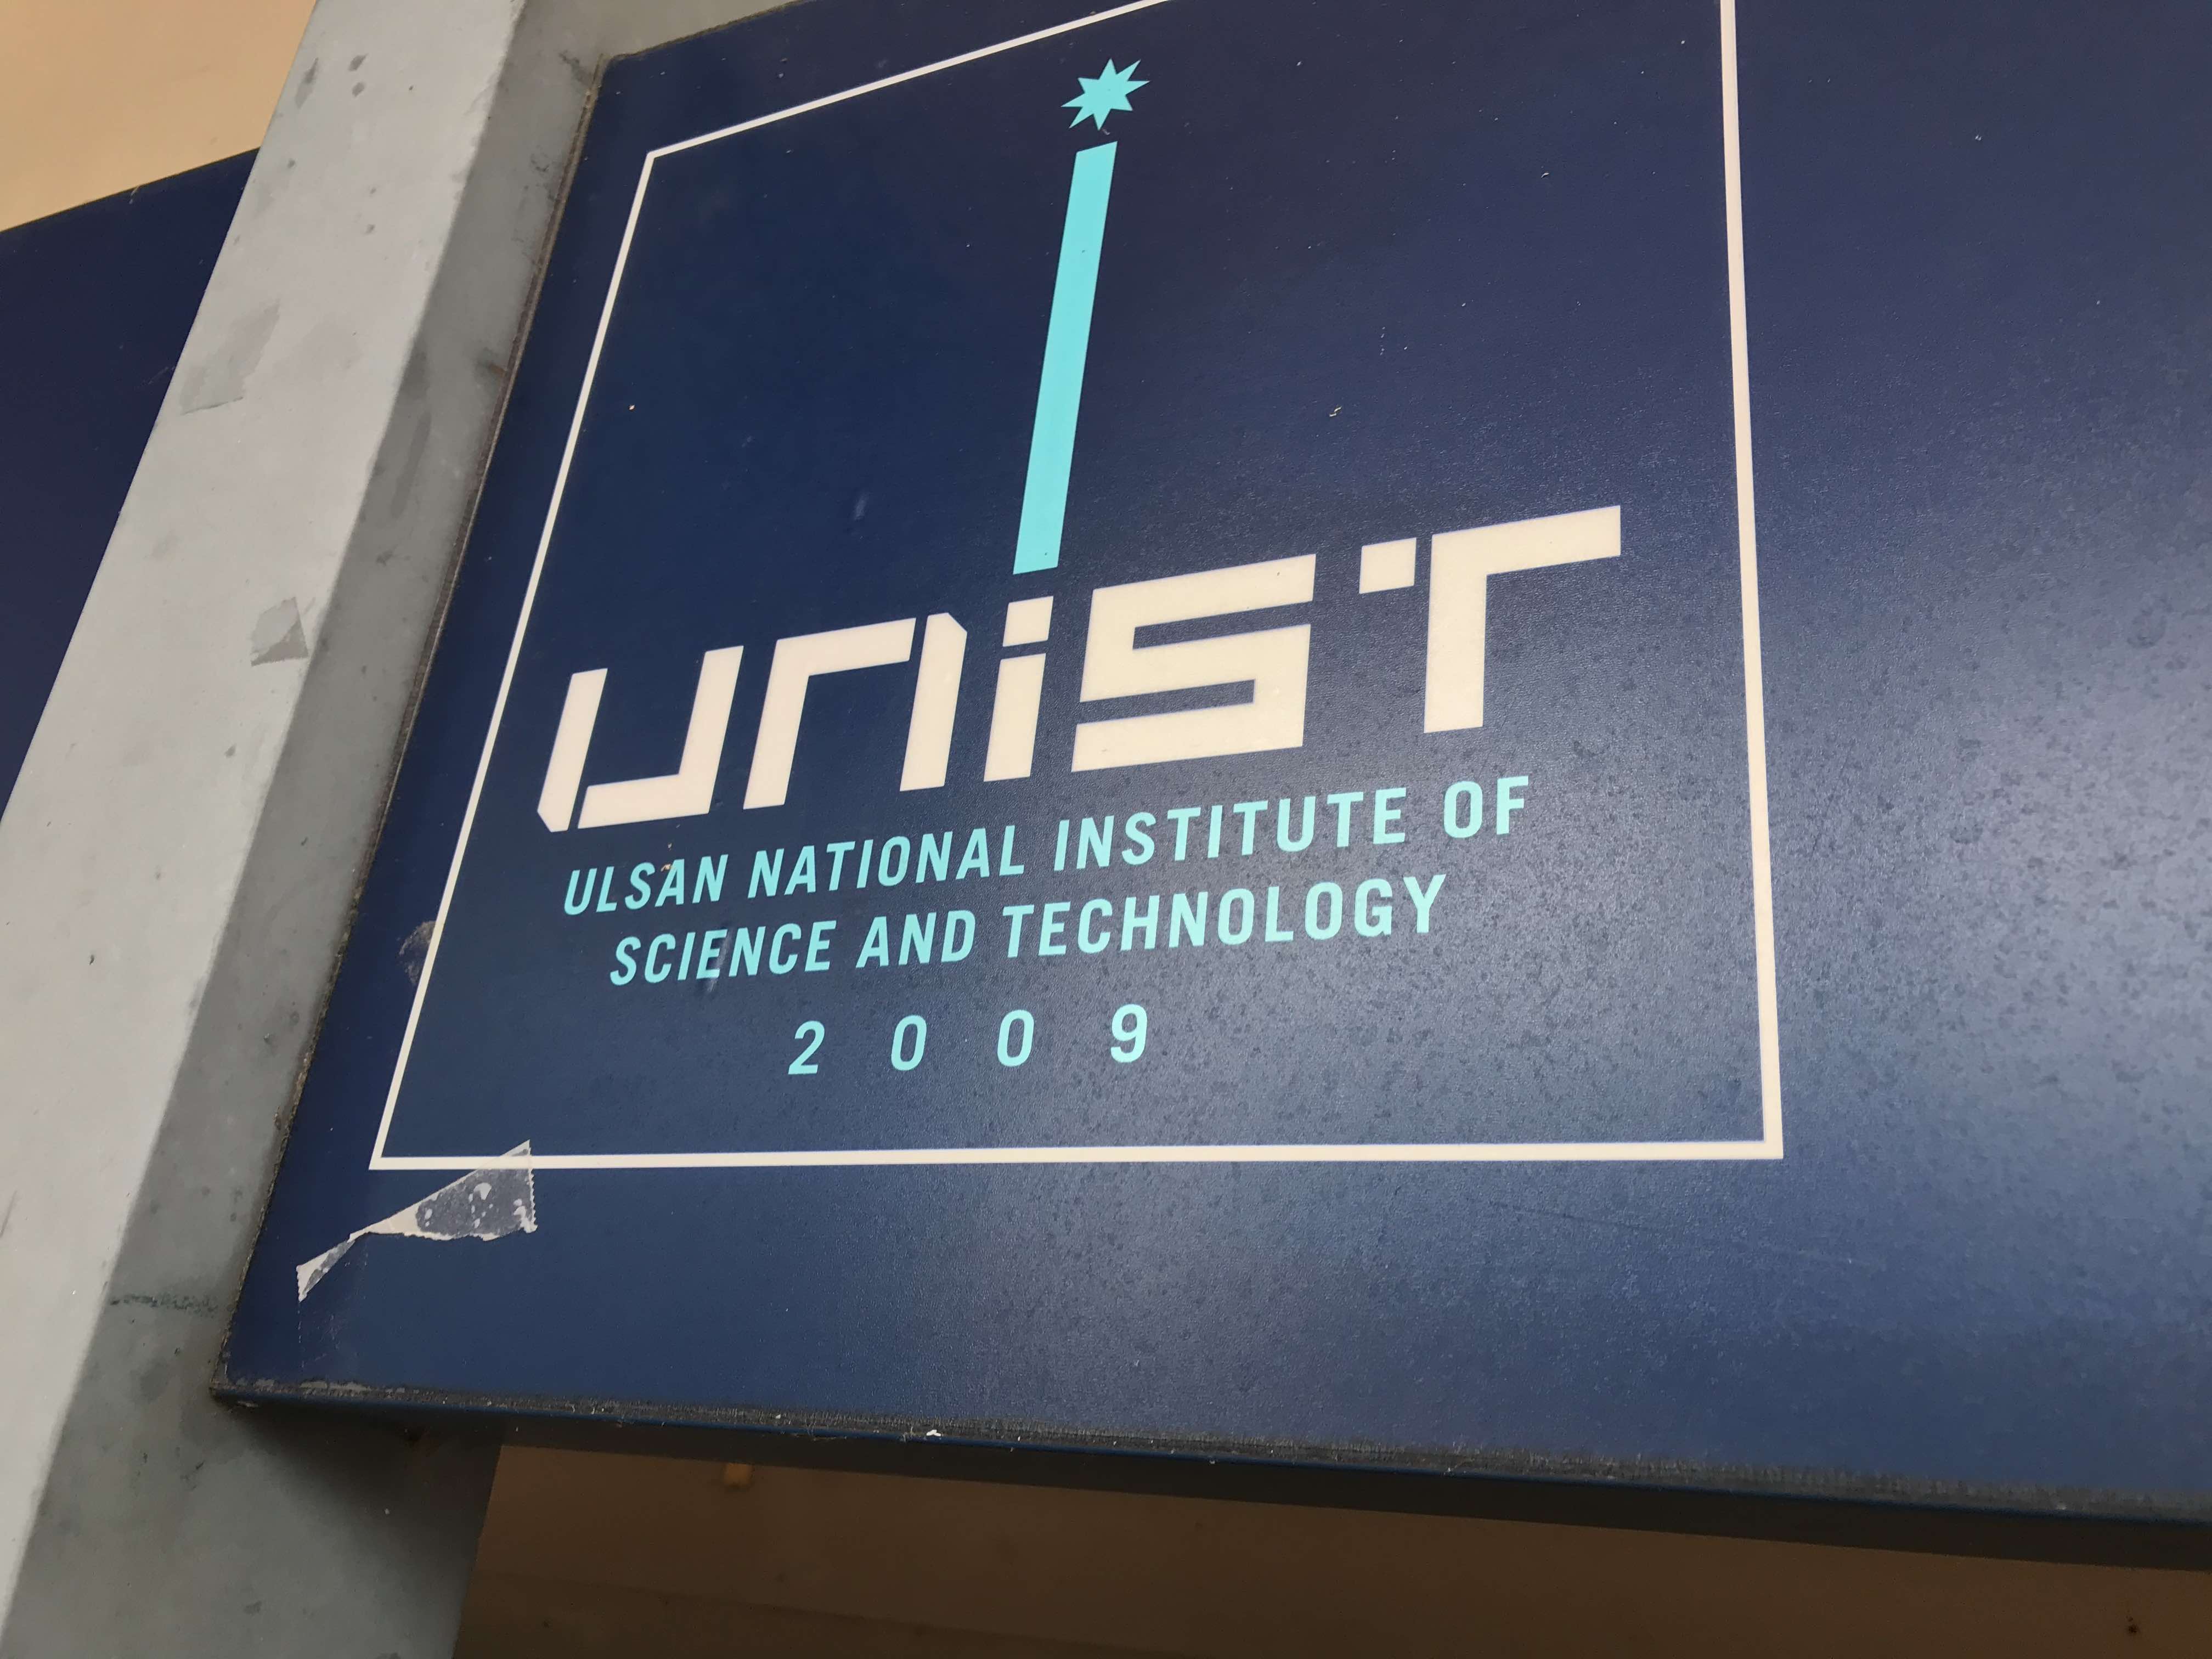 UNIST
ULSAN NATIONAL INSTITUTE OF
SCIENCE AND TECHNOLOGY
2009